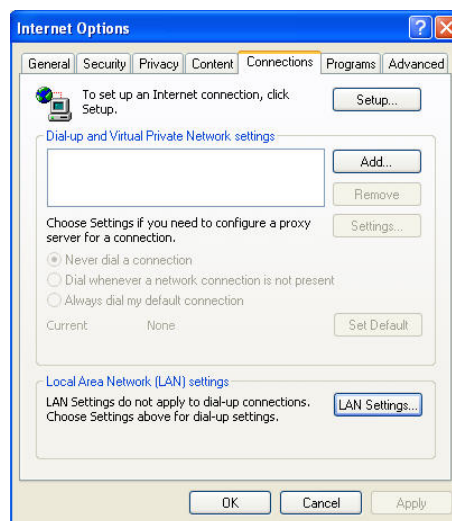 Internet Options
?
General Security Privacy Content Connections Programs Advanced
To set up an Internet connection, click
Setup.
Setup...
Dial-up and Virtual Private Network settings
Add...
Remove
Choose Settings if you need to configure a proxy
server for a connection.
Settings...
Never dial a connection
Dial whenever a network connection is not present
Always dial my default connection
Current None
Set Default
Local Area Network (LAN) settings
LAN Settings do not apply to dial-up connections.
Choose Settings above for dial-up settings.
LAN Settings...
OK Cancel Apply